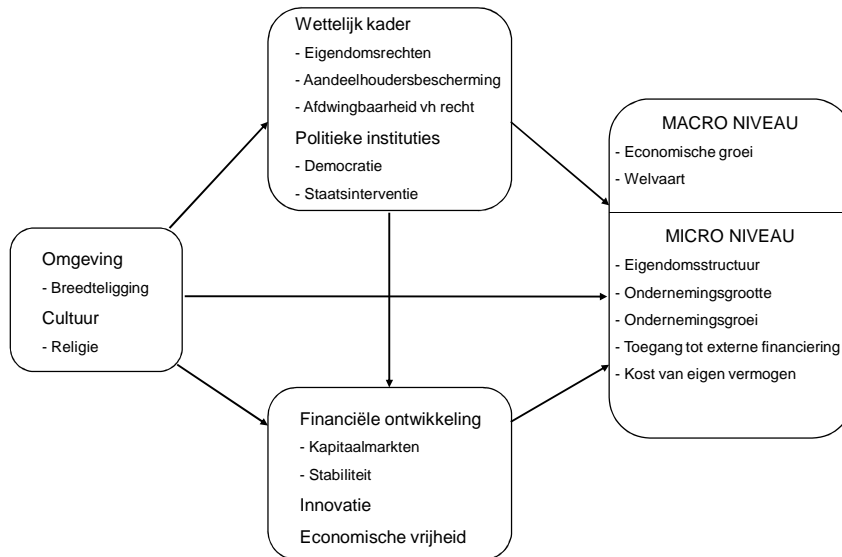 Wettelijk kader
- Eigendomsrechten
- Aandeelhoudersbescherming
- Afdwingbaarheid vh recht
Politieke instituties
- Democratie
- Staatsinterventie
Omgeving
- Breedteligging
Cultuur
- Religie
Financiële ontwikkeling
- Kapitaalmarkten
- Stabiliteit
Innovatie
Economische vrijheid
MACRO NIVEAU
- Economische groei
- Welvaart
MICRO NIVEAU
- Eigendomsstructuur
- Ondernemingsgrootte
- Ondernemingsgroei
- Toegang tot externe financiering
- Kost van eigen vermogen